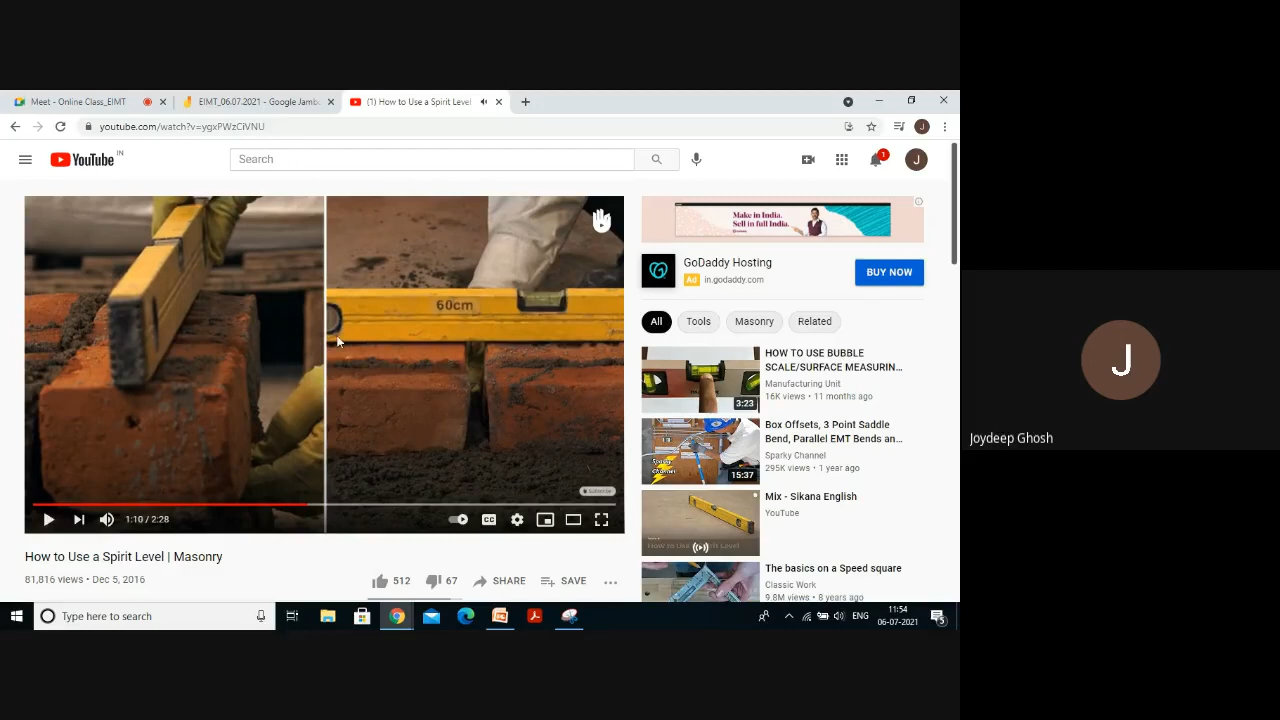 Meet - Online Class_EIMT
EIMT_06.07.2021 - Google Jamb
(1) How to Use a Spirit Level
youtube.com/watch?v=ygxPWzCiVNU
YouTube IN
Search
1
J
60cm
Subscribe
1:10 / 2:28
CC
How to Use a Spirit Level | Masonry
81,816 views • Dec 5, 2016
512
67
SHARE
SAVE
Make in India.
Sell in full India.
GoDaddy Hosting
Ad in.godaddy.com
BUY NOW
All
Tools
Masonry
Related
HOW TO USE BUBBLE
SCALE/SURFACE MEASURIN...
Manufacturing Unit
16K views • 11 months ago
3:23
Box Offsets, 3 Point Saddle
Bend, Parallel EMT Bends an...
Sparky Channel
295K views • 1 year ago
15:37
Mix - Sikana English
YouTube
The basics on a Speed square
Classic Work
9.8M views • 8 years ago
Type here to search
ENG
11:54
06-07-2021
5
J
Joydeep Ghosh